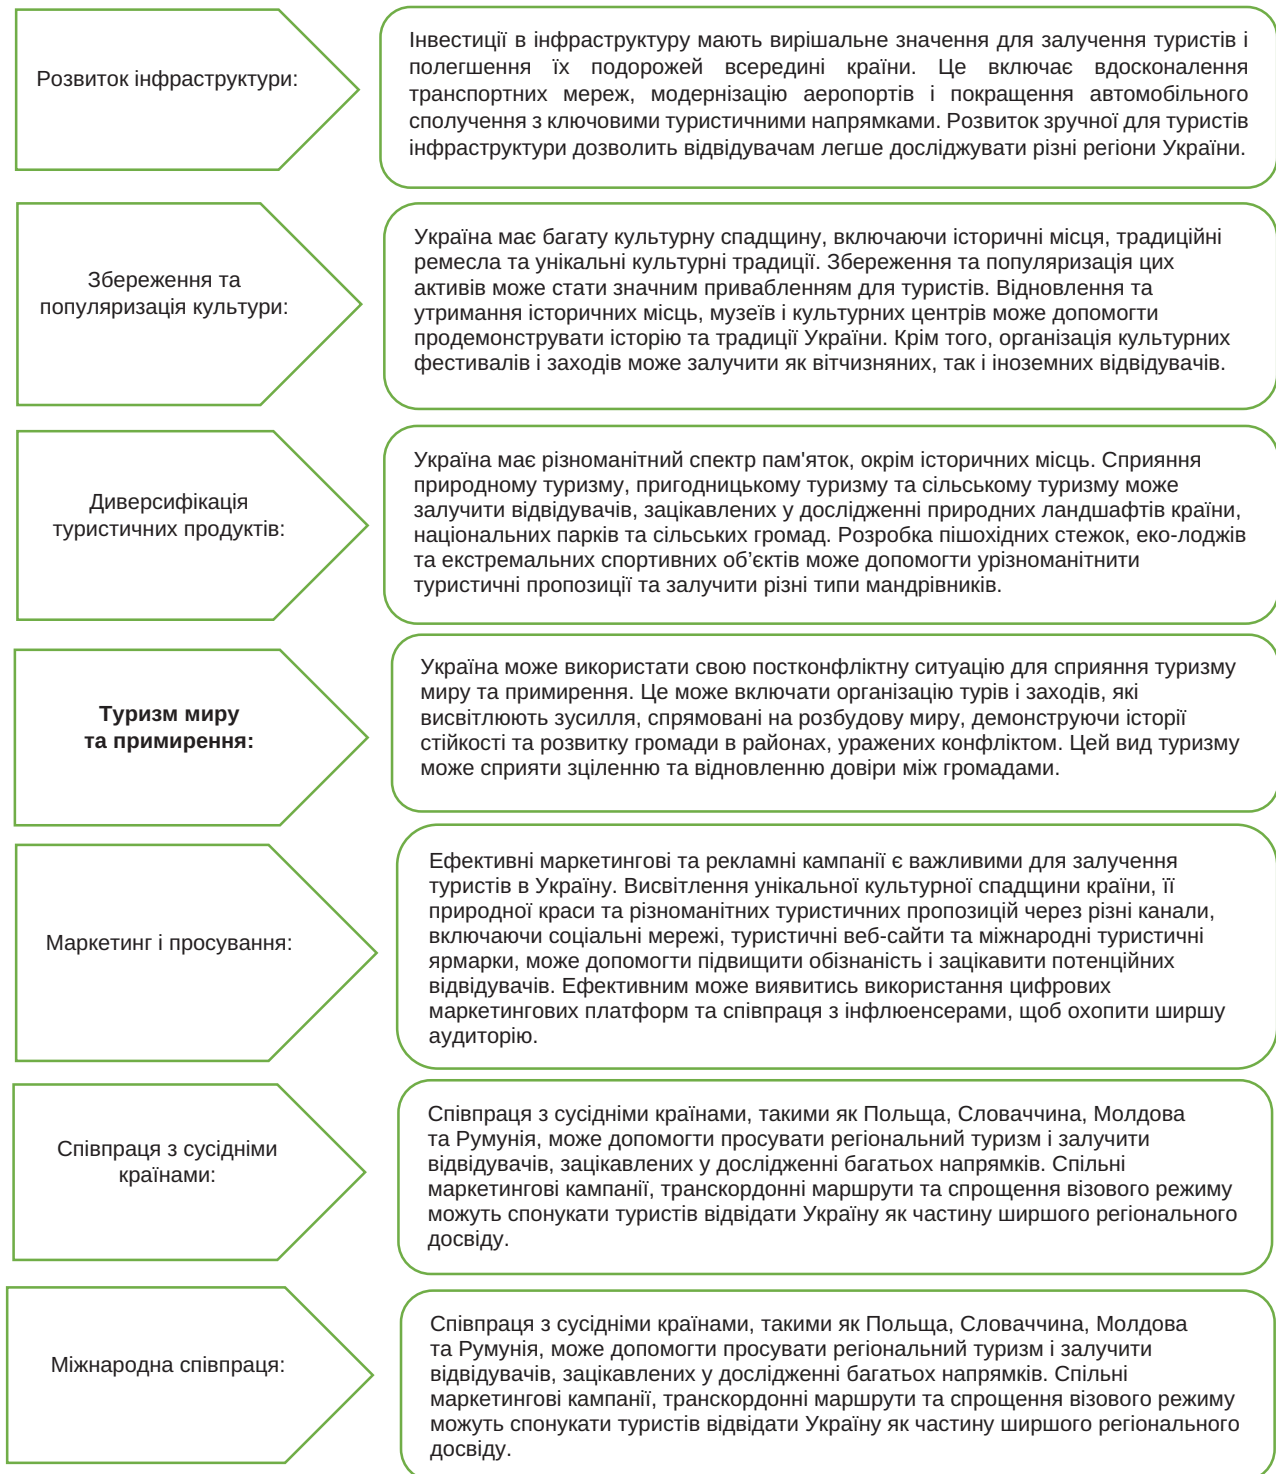 Розвиток інфраструктури:
Інвестиції в інфраструктуру мають вирішальне значення для залучення туристів і
полегшення їх подорожей всередині країни. Це включає вдосконалення
транспортних мереж, модернізацію аеропортів і покращення автомобільного
сполучення з ключовими туристичними напрямками. Розвиток зручної для туристів
інфраструктури дозволить відвідувачам легше досліджувати різні регіони України.
Збереження та
популяризація культури:
Україна має багату культурну спадщину, включаючи історичні місця, традиційні
ремесла та унікальні культурні традиції. Збереження та популяризація цих
активів може стати значним привабленням для туристів. Відновлення та
утримання історичних місць, музеїв і культурних центрів може допомогти
продемонструвати історію та традиції України. Крім того, організація культурних
фестивалів і заходів може залучити як вітчизняних, так і іноземних відвідувачів.
Диверсифікація
туристичних продуктів:
Україна має різноманітний спектр пам'яток, окрім історичних місць. Сприяння
природному туризму, пригодницькому туризму та сільському туризму може
залучити відвідувачів, зацікавлених у дослідженні природних ландшафтів країни,
національних парків та сільських громад. Розробка пішохідних стежок, еко-лоджів
та екстремальних спортивних об’єктів може допомогти урізноманітнити
туристичні пропозиції та залучити різні типи мандрівників.
Туризм миру
та примирення:
Україна може використати свою постконфліктну ситуацію для сприяння туризму
миру та примирення. Це може включати організацію турів і заходів, які
висвітлюють зусилля, спрямовані на розбудову миру, демонструючи історії
стійкості та розвитку громади в районах, уражених конфліктом. Цей вид туризму
може сприяти зціленню та відновленню довіри між громадами.
Маркетинг і просування:
Ефективні маркетингові та рекламні кампанії є важливими для залучення
туристів в Україну. Висвітлення унікальної культурної спадщини країни, її
природної краси та різноманітних туристичних пропозицій через різні канали,
включаючи соціальні мережі, туристичні веб-сайти та міжнародні туристичні
ярмарки, може допомогти підвищити обізнаність і зацікавити потенційних
відвідувачів. Ефективним може виявитись використання цифрових
маркетингових платформ та співпраця з інфлюенсерами, щоб охопити ширшу
аудиторію.
Співпраця з сусідніми
країнами:
Співпраця з сусідніми країнами, такими як Польща, Словаччина, Молдова
та Румунія, може допомогти просувати регіональний туризм і залучити
відвідувачів, зацікавлених у дослідженні багатьох напрямків. Спільні
маркетингові кампанії, транскордонні маршрути та спрощення візового режиму
можуть спонукати туристів відвідати Україну як частину ширшого регіонального
досвіду.
Міжнародна співпраця:
Співпраця з сусідніми країнами, такими як Польща, Словаччина, Молдова
та Румунія, може допомогти просувати регіональний туризм і залучити
відвідувачів, зацікавлених у дослідженні багатьох напрямків. Спільні
маркетингові кампанії, транскордонні маршрути та спрощення візового режиму
можуть спонукати туристів відвідати Україну як частину ширшого регіонального
досвіду.